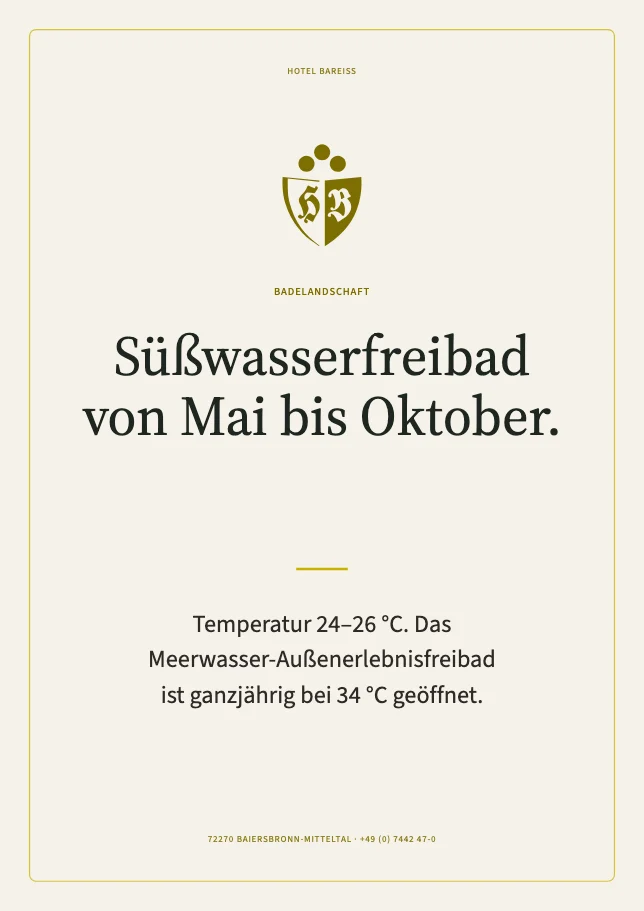 HOTEL BAREISS
HB
BADELANDSCHAFT
Süßwasserfreibad
von Mai bis Oktober.
Temperatur 24–26 °C. Das
Meerwasser-Außenerlebnisfreibad
ist ganzjährig bei 34 °C geöffnet.
72270 BAIERSBRONN-MITTELTAL · +49 (0) 7442 47-0